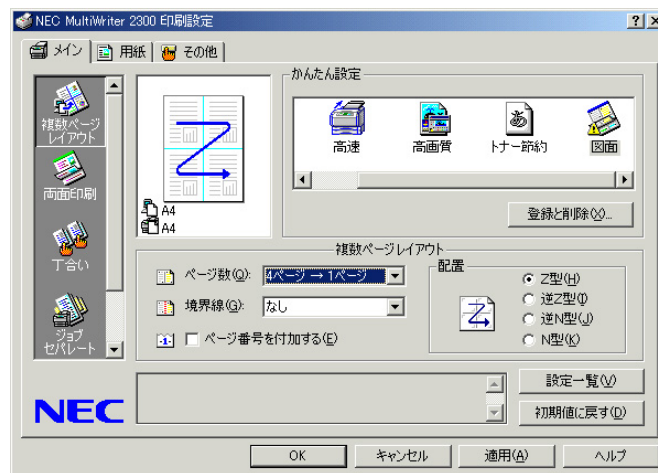 NEC MultiWriter 2300 印刷設定
メイン 用紙 その他
複数ページ
レイアウト
両面印刷
丁合い
ジョブ
セパレート
A4
A4
かんたん設定
高速 高画質 トナー節約 図面
登録と削除(X)...
複数ページレイアウト
ページ数(Q): 4ページ → 1ページ
境界線(G): なし
ページ番号を付加する(E)
配置
Z型(H)
逆Z型(I)
逆N型(J)
N型(K)
NEC
設定一覧(V)
初期値に戻す(D)
OK キャンセル 適用(A) ヘルプ